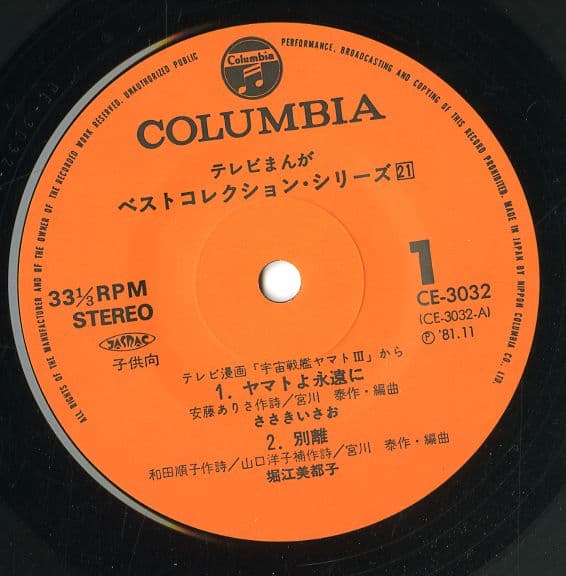 ALL RIGHTS OF THE MANUFACTURER AND OF THE OWNER OF THE RECORDED WORK RESERVED. UNAUTHORIZED PUBLIC PERFORMANCE, BROADCASTING AND COPYING OF THIS RECORD PROHIBITED. MADE IN JAPAN BY NIPPON COLUMBIA CO., LTD.
Columbia
COLUMBIA
テレビまんが
ベストコレクション・シリーズ21
1
33 1/3 RPM
STEREO
JASRAC
子供向
CE-3032
(CE-3032-A)
Ⓟ '81.11
テレビ漫画「宇宙戦艦ヤマトIII」から
1. ヤマトよ永遠に
安藤ありさ作詩/宮川 泰作・編曲
ささきいさお
2. 別離
和田順子作詩/山口洋子補作詩/宮川 泰作・編曲
堀江美都子